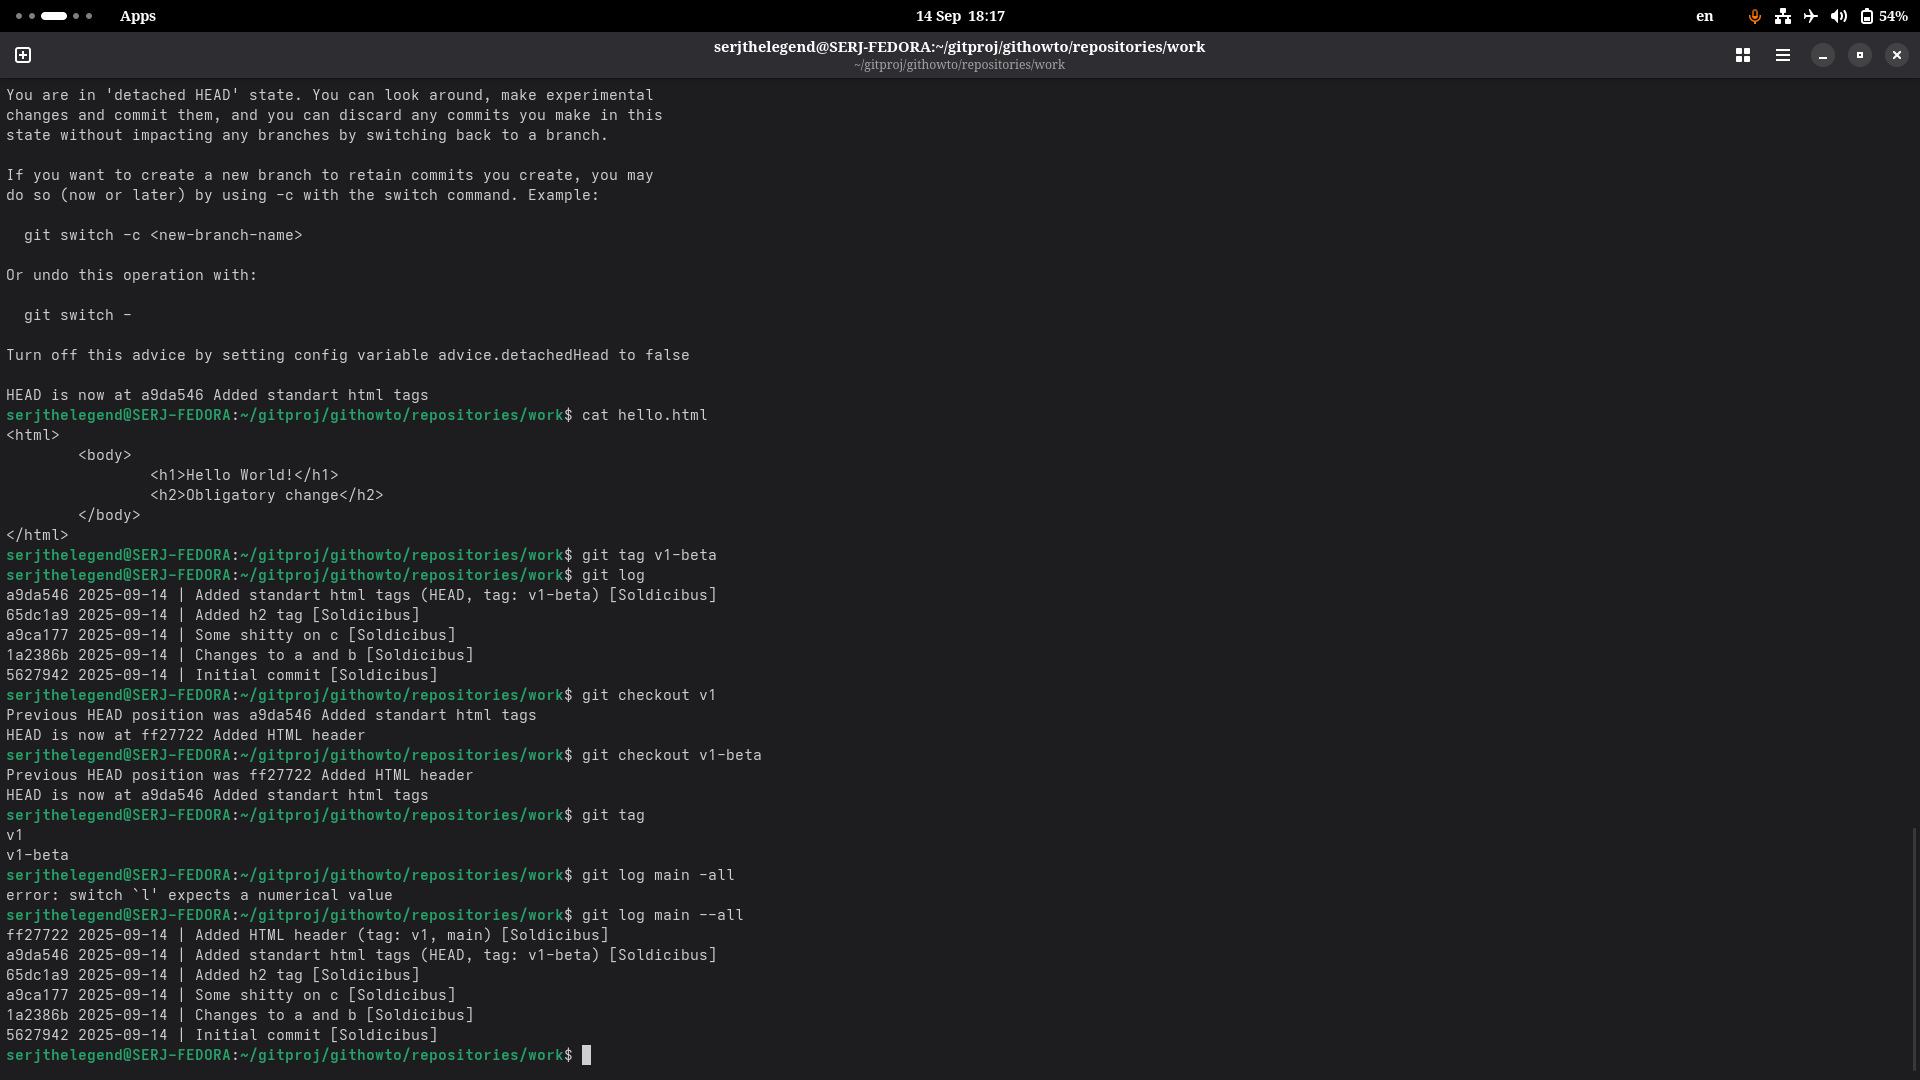 Apps
14 Sep 18:17
en
54%
serjthelegend@SERJ-FEDORA:~/gitproj/githowto/repositories/work
~/gitproj/githowto/repositories/work
You are in 'detached HEAD' state. You can look around, make experimental
changes and commit them, and you can discard any commits you make in this
state without impacting any branches by switching back to a branch.
If you want to create a new branch to retain commits you create, you may
do so (now or later) by using -c with the switch command. Example:
  git switch -c <new-branch-name>
Or undo this operation with:
  git switch -
Turn off this advice by setting config variable advice.detachedHead to false
HEAD is now at a9da546 Added standart html tags
serjthelegend@SERJ-FEDORA:~/gitproj/githowto/repositories/work$ cat hello.html
<html>
        <body>
                <h1>Hello World!</h1>
                <h2>Obligatory change</h2>
        </body>
</html>
serjthelegend@SERJ-FEDORA:~/gitproj/githowto/repositories/work$ git tag v1-beta
serjthelegend@SERJ-FEDORA:~/gitproj/githowto/repositories/work$ git log
a9da546 2025-09-14 | Added standart html tags (HEAD, tag: v1-beta) [Soldicibus]
65dc1a9 2025-09-14 | Added h2 tag [Soldicibus]
a9ca177 2025-09-14 | Some shitty on c [Soldicibus]
1a2386b 2025-09-14 | Changes to a and b [Soldicibus]
5627942 2025-09-14 | Initial commit [Soldicibus]
serjthelegend@SERJ-FEDORA:~/gitproj/githowto/repositories/work$ git checkout v1
Previous HEAD position was a9da546 Added standart html tags
HEAD is now at ff27722 Added HTML header
serjthelegend@SERJ-FEDORA:~/gitproj/githowto/repositories/work$ git checkout v1-beta
Previous HEAD position was ff27722 Added HTML header
HEAD is now at a9da546 Added standart html tags
serjthelegend@SERJ-FEDORA:~/gitproj/githowto/repositories/work$ git tag
v1
v1-beta
serjthelegend@SERJ-FEDORA:~/gitproj/githowto/repositories/work$ git log main -all
error: switch `l' expects a numerical value
serjthelegend@SERJ-FEDORA:~/gitproj/githowto/repositories/work$ git log main --all
ff27722 2025-09-14 | Added HTML header (tag: v1, main) [Soldicibus]
a9da546 2025-09-14 | Added standart html tags (HEAD, tag: v1-beta) [Soldicibus]
65dc1a9 2025-09-14 | Added h2 tag [Soldicibus]
a9ca177 2025-09-14 | Some shitty on c [Soldicibus]
1a2386b 2025-09-14 | Changes to a and b [Soldicibus]
5627942 2025-09-14 | Initial commit [Soldicibus]
serjthelegend@SERJ-FEDORA:~/gitproj/githowto/repositories/work$